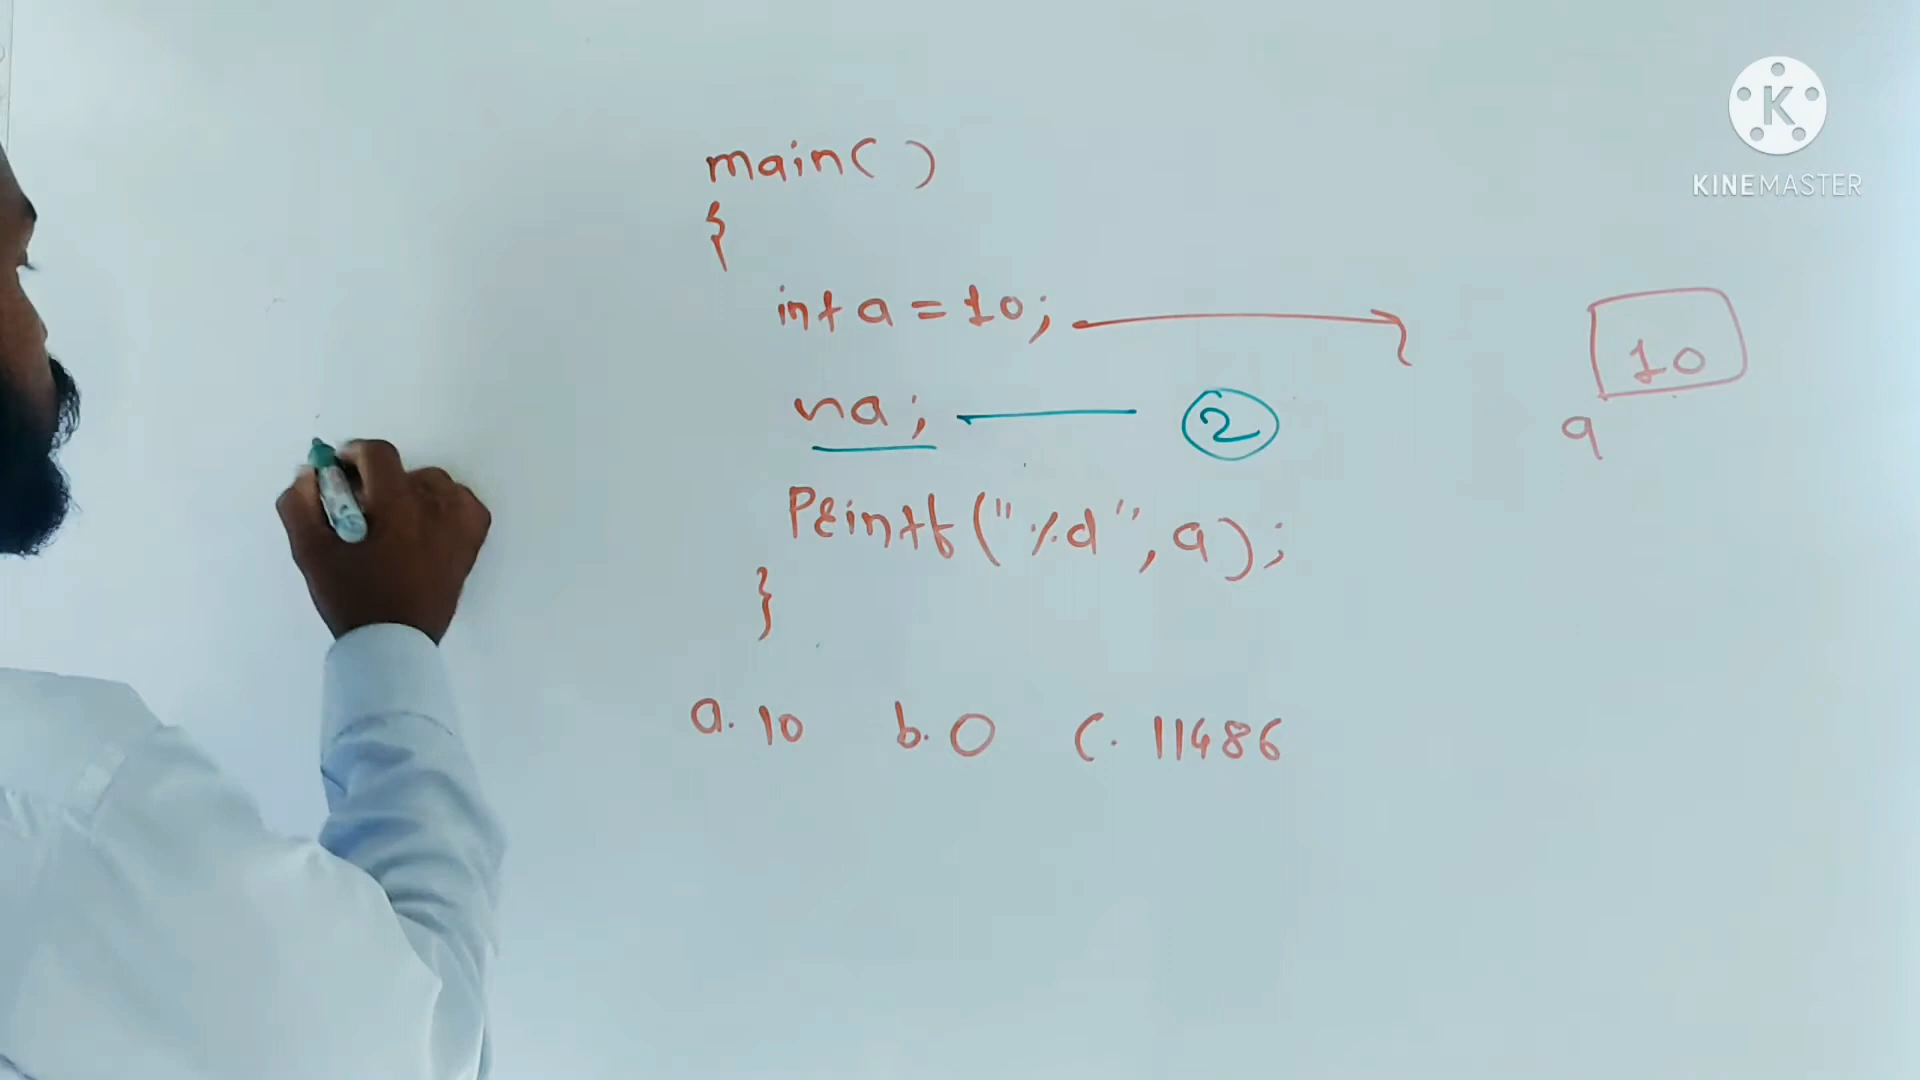 main( )
{
int a = 10;
na; 2
Printf("%d", a);
}
a. 10 b. 0 c. 11486
10
a
KINEMASTER